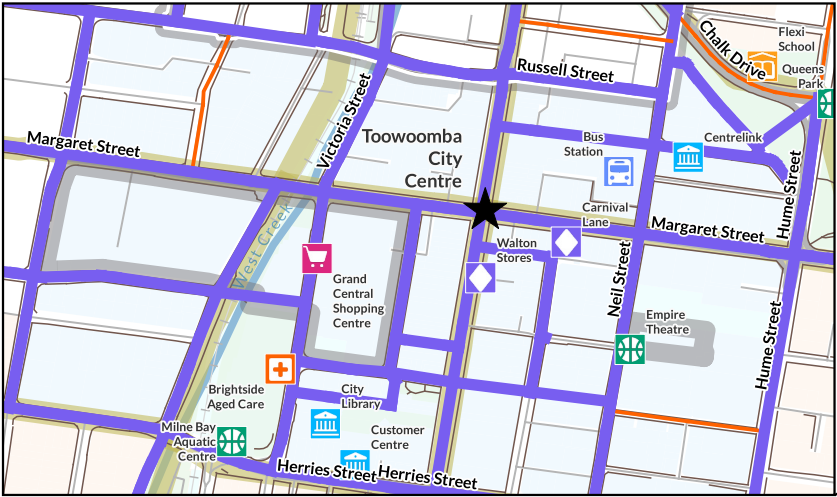 Flexi
School
Chalk Drive
Queens
Park
Russell Street
Victoria Street
Margaret Street
Toowoomba
City
Centre
Bus
Station
Centrelink
Hume Street
Carnival
Lane
Margaret Street
West Creek
Walton
Stores
Neil Street
Grand
Central
Shopping
Centre
Empire
Theatre
Hume Street
Brightside
Aged Care
City
Library
Milne Bay
Aquatic
Centre
Customer
Centre
Herries Street
Herries Street